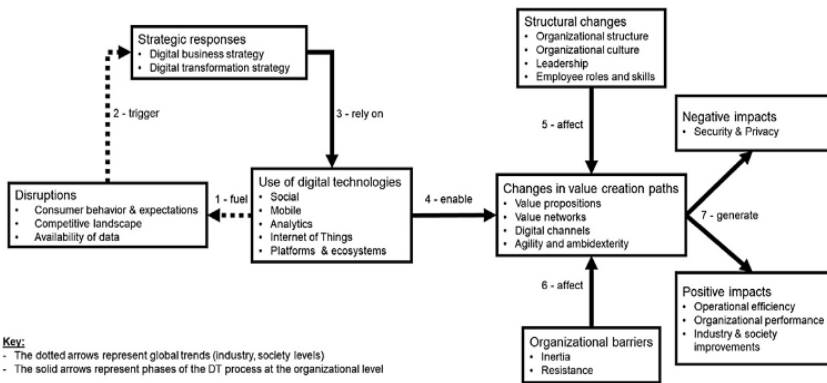 Strategic responses
• Digital business strategy
• Digital transformation strategy
2 - trigger
3 - rely on
Disruptions
• Consumer behavior & expectations
• Competitive landscape
• Availability of data
1 - fuel
Use of digital technologies
• Social
• Mobile
• Analytics
• Internet of Things
• Platforms & ecosystems
4 - enable
Structural changes
• Organizational structure
• Organizational culture
• Leadership
• Employee roles and skills
5 - affect
Changes in value creation paths
• Value propositions
• Value networks
• Digital channels
• Agility and ambidexterity
6 - affect
Organizational barriers
• Inertia
• Resistance
Negative impacts
• Security & Privacy
7 - generate
Positive impacts
• Operational efficiency
• Organizational performance
• Industry & society
improvements
Key:
- The dotted arrows represent global trends (industry, society levels)
- The solid arrows represent phases of the DT process at the organizational level